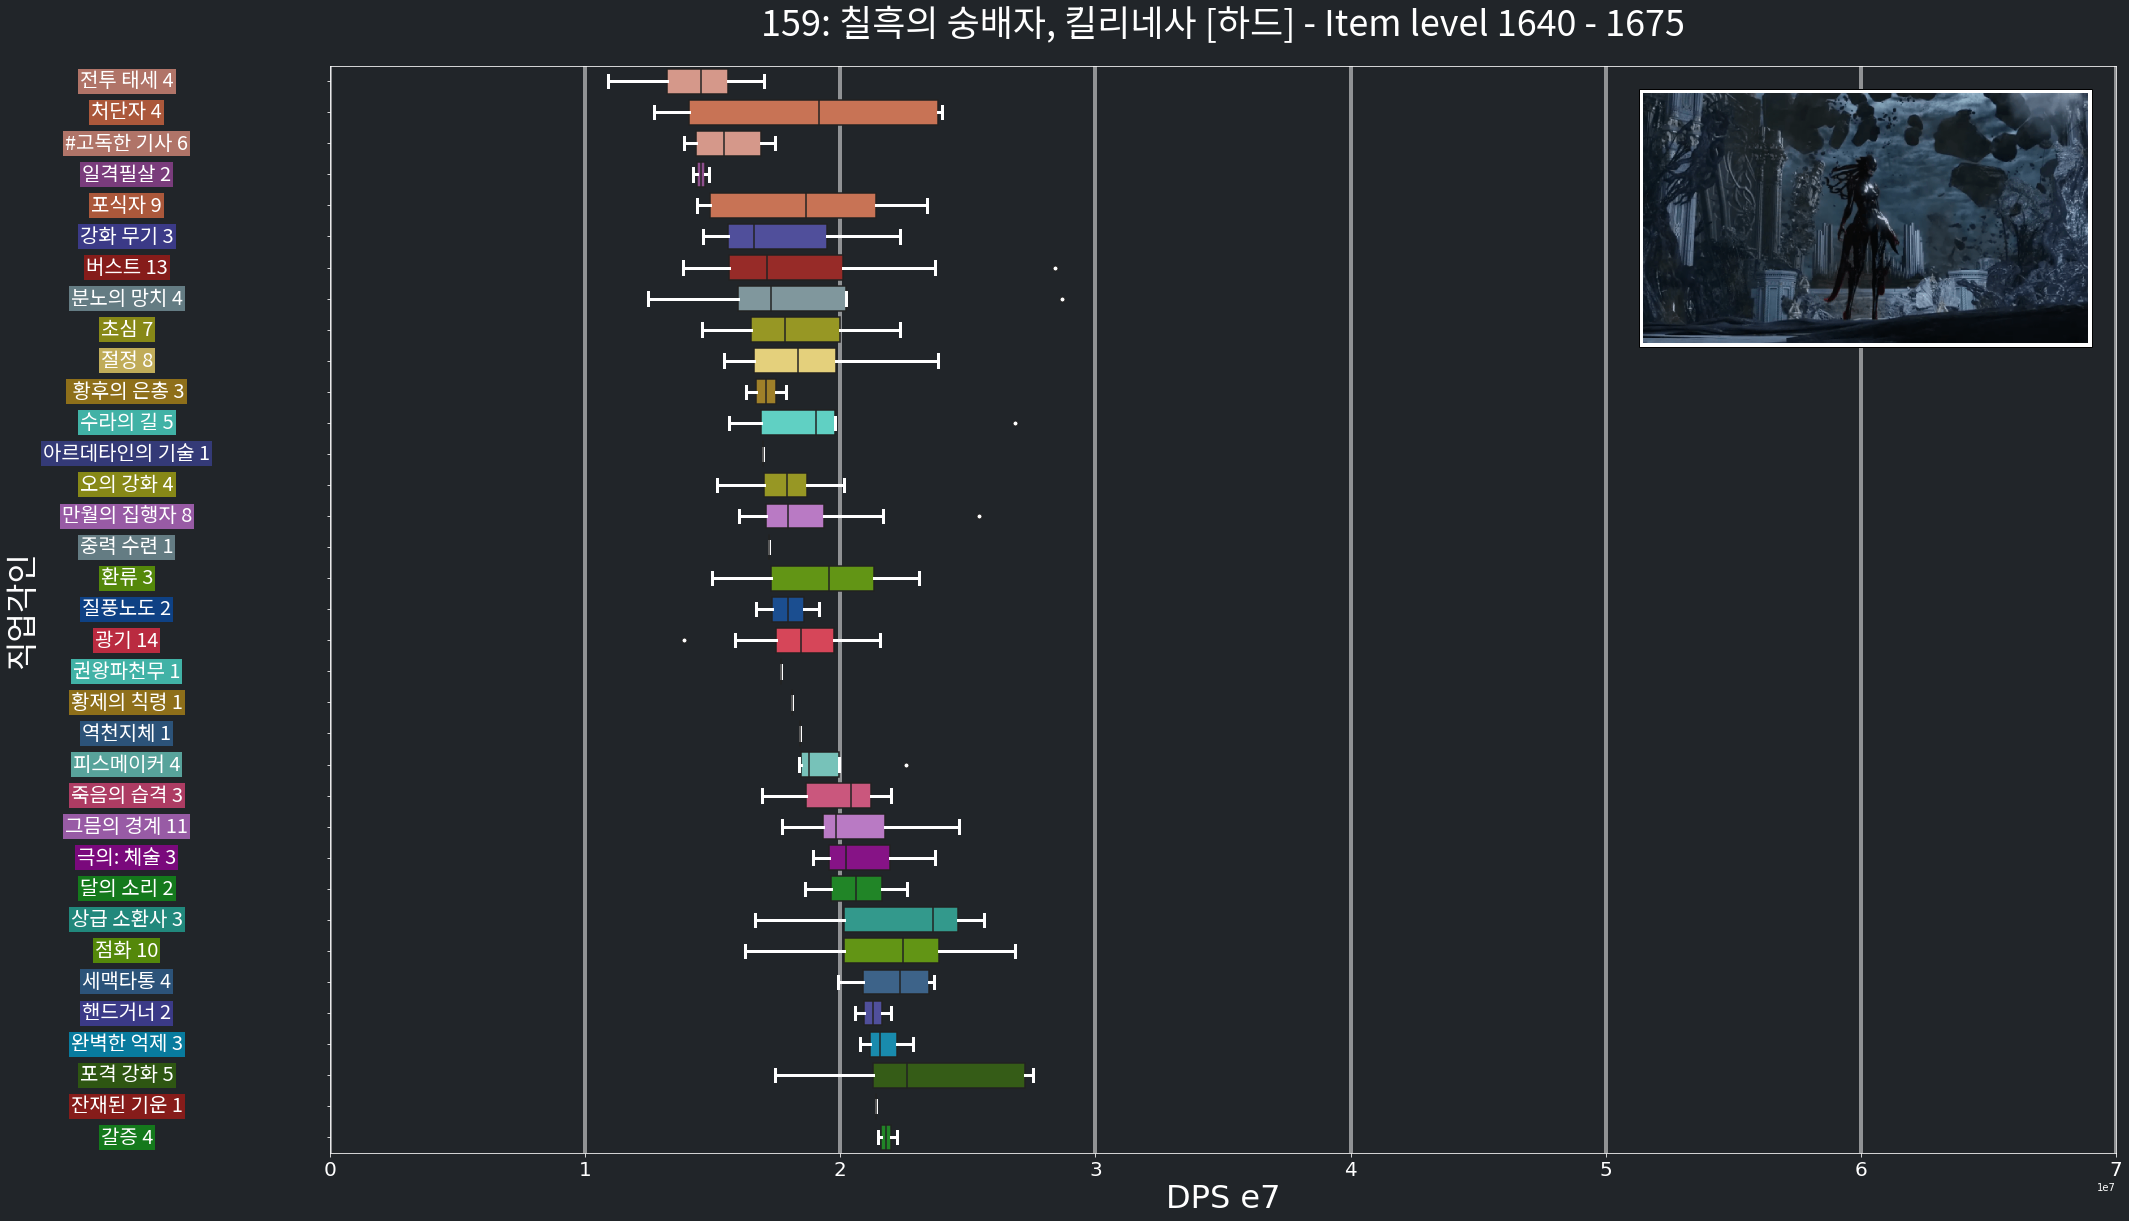 159: 칠흑의 숭배자, 킬리네사 [하드] - Item level 1640 - 1675
직업각인
전투 태세 4
처단자 4
#고독한 기사 6
일격필살 2
포식자 9
강화 무기 3
버스트 13
분노의 망치 4
초심 7
절정 8
황후의 은총 3
수라의 길 5
아르데타인의 기술 1
오의 강화 4
만월의 집행자 8
중력 수련 1
환류 3
질풍노도 2
광기 14
권왕파천무 1
황제의 칙령 1
역천지체 1
피스메이커 4
죽음의 습격 3
그믐의 경계 11
극의: 체술 3
달의 소리 2
상급 소환사 3
점화 10
세맥타통 4
핸드거너 2
완벽한 억제 3
포격 강화 5
잔재된 기운 1
갈증 4
0 1 2 3 4 5 6 7
1e7
DPS e7